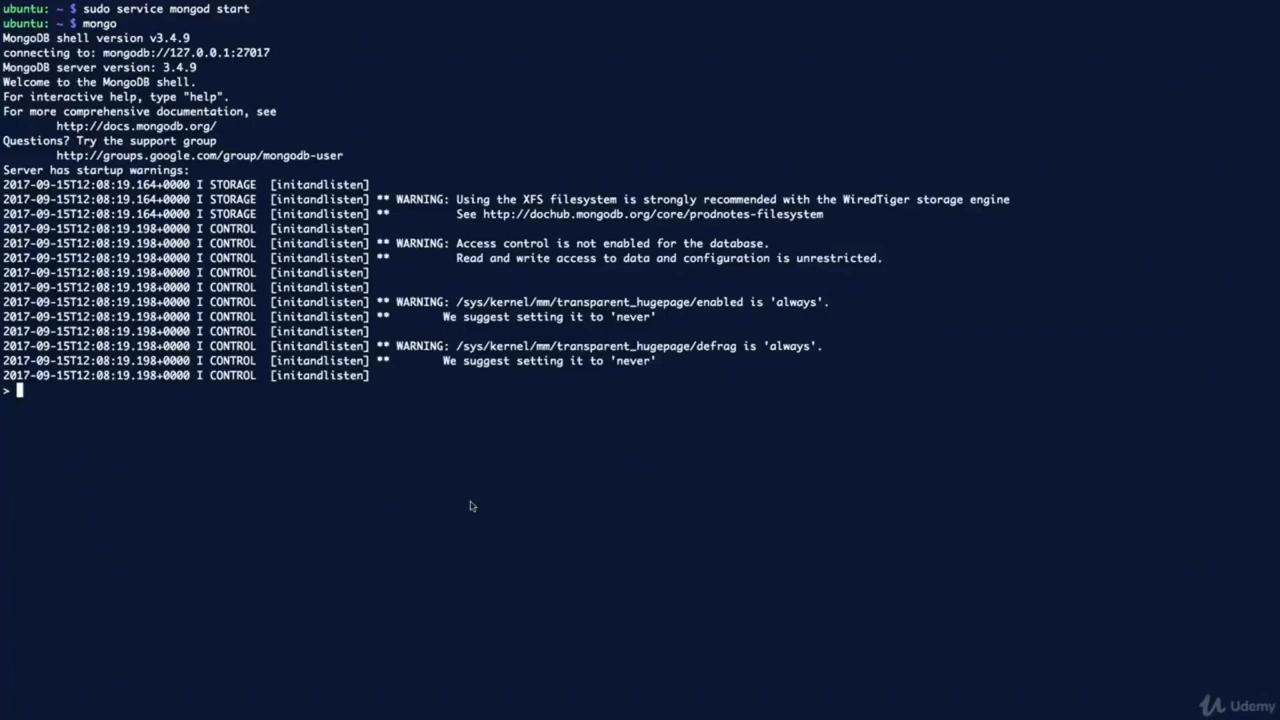 ubuntu: ~ $ sudo service mongod start
ubuntu: ~ $ mongo
MongoDB shell version v3.4.9
connecting to: mongodb://127.0.0.1:27017
MongoDB server version: 3.4.9
Welcome to the MongoDB shell.
For interactive help, type "help".
For more comprehensive documentation, see
        http://docs.mongodb.org/
Questions? Try the support group
        http://groups.google.com/group/mongodb-user
Server has startup warnings:
2017-09-15T12:08:19.164+0000 I STORAGE  [initandlisten]
2017-09-15T12:08:19.164+0000 I STORAGE  [initandlisten] ** WARNING: Using the XFS filesystem is strongly recommended with the WiredTiger storage engine
2017-09-15T12:08:19.164+0000 I STORAGE  [initandlisten] **          See http://dochub.mongodb.org/core/prodnotes-filesystem
2017-09-15T12:08:19.198+0000 I CONTROL  [initandlisten]
2017-09-15T12:08:19.198+0000 I CONTROL  [initandlisten] ** WARNING: Access control is not enabled for the database.
2017-09-15T12:08:19.198+0000 I CONTROL  [initandlisten] **          Read and write access to data and configuration is unrestricted.
2017-09-15T12:08:19.198+0000 I CONTROL  [initandlisten]
2017-09-15T12:08:19.198+0000 I CONTROL  [initandlisten]
2017-09-15T12:08:19.198+0000 I CONTROL  [initandlisten] ** WARNING: /sys/kernel/mm/transparent_hugepage/enabled is 'always'.
2017-09-15T12:08:19.198+0000 I CONTROL  [initandlisten] **        We suggest setting it to 'never'
2017-09-15T12:08:19.198+0000 I CONTROL  [initandlisten]
2017-09-15T12:08:19.198+0000 I CONTROL  [initandlisten] ** WARNING: /sys/kernel/mm/transparent_hugepage/defrag is 'always'.
2017-09-15T12:08:19.198+0000 I CONTROL  [initandlisten] **        We suggest setting it to 'never'
2017-09-15T12:08:19.198+0000 I CONTROL  [initandlisten]
>
Udemy